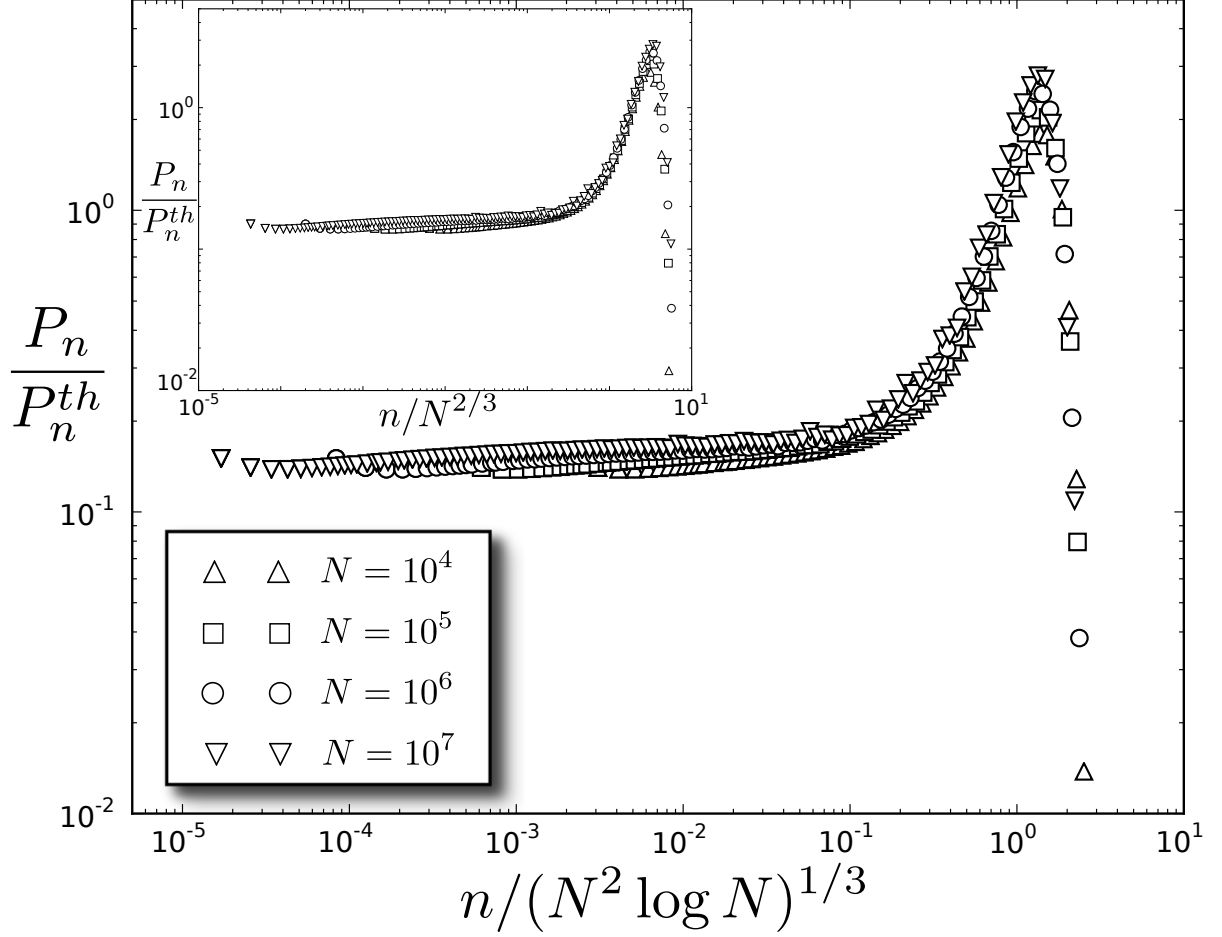 10^0
P_n
P_n^{th}
10^{-2}
10^{-5}
n/N^{2/3}
10^1
10^0
P_n
P_n^{th}
10^{-1}
N = 10^4
N = 10^5
N = 10^6
N = 10^7
10^{-2}
10^{-5}
10^{-4}
10^{-3}
10^{-2}
10^{-1}
10^0
10^1
n/(N^2 log N)^{1/3}